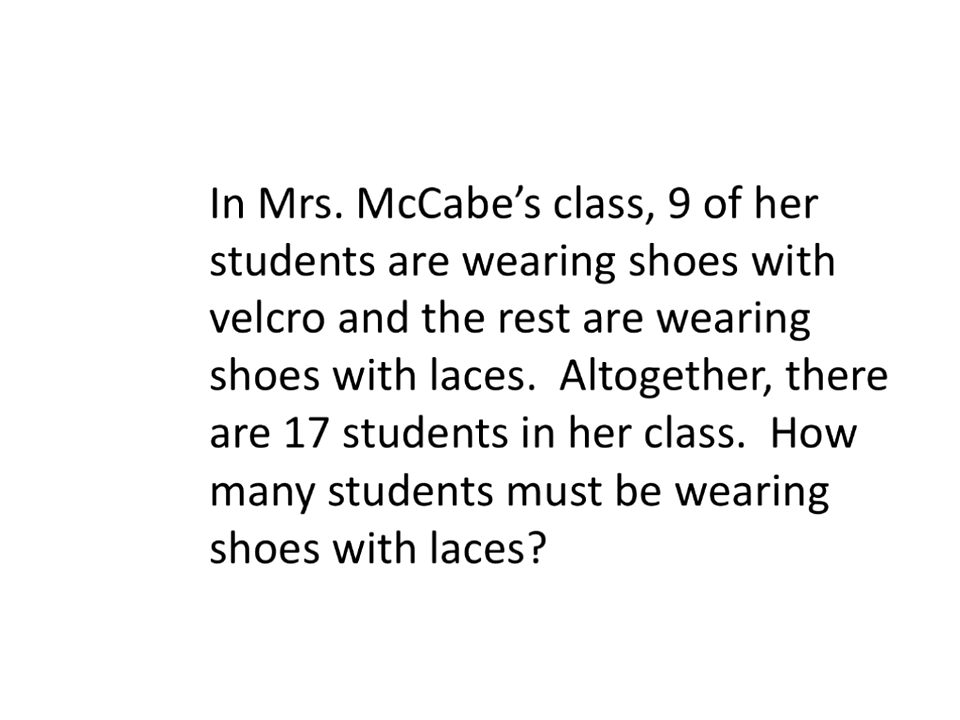 In Mrs. McCabe’s class, 9 of her
students are wearing shoes with
velcro and the rest are wearing
shoes with laces.  Altogether, there
are 17 students in her class.  How
many students must be wearing
shoes with laces?